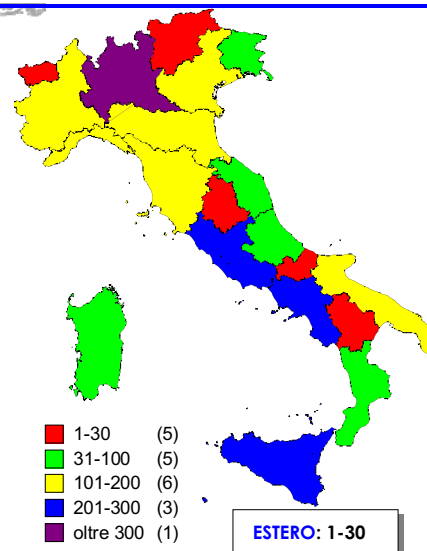 1-30 (5)
31-100 (5)
101-200 (6)
201-300 (3)
oltre 300 (1)
ESTERO: 1-30